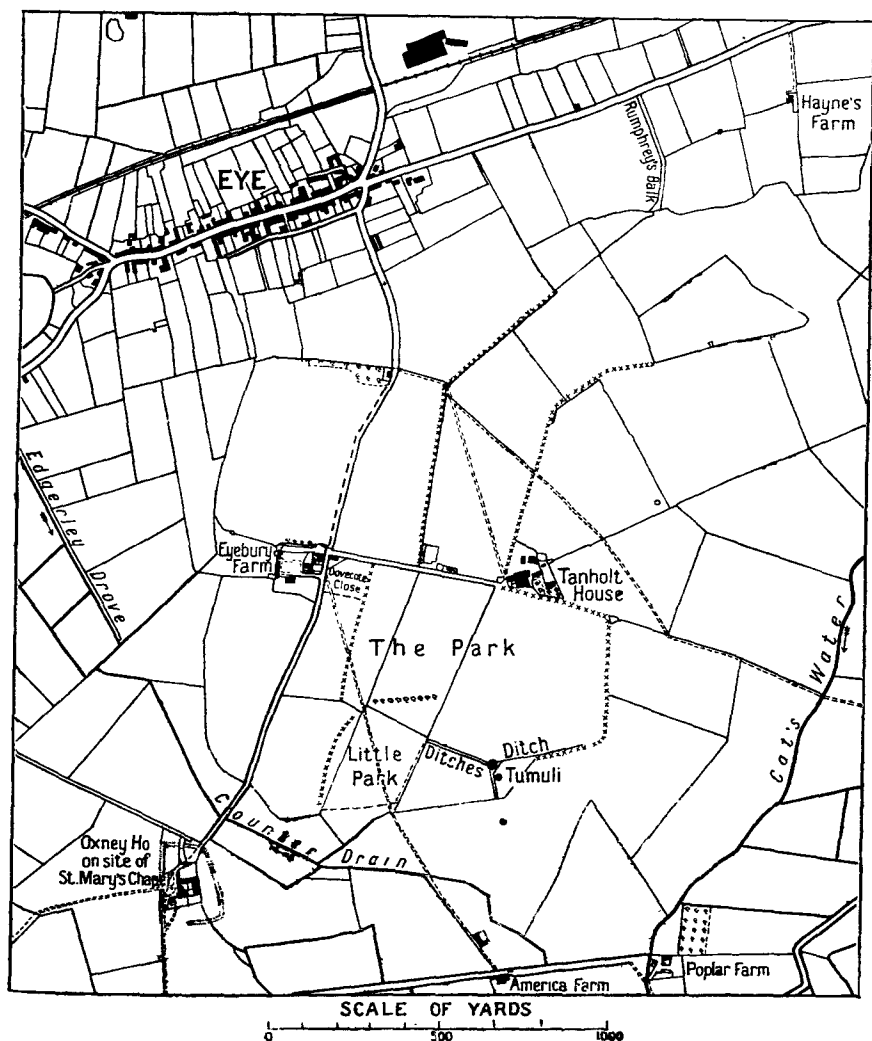 EYE
Rumphrey's Balk
Hayne's
Farm
Edgerley Drove
Eyebury
Farm
Dovecote
Close
Tanholt
House
The Park
Cat's Water
Little
Park
Ditches
Ditch
Tumuli
Counter Drain
Oxney Ho
on site of
St. Mary's Chapel
America Farm
Poplar Farm
SCALE OF YARDS
0 500 1000